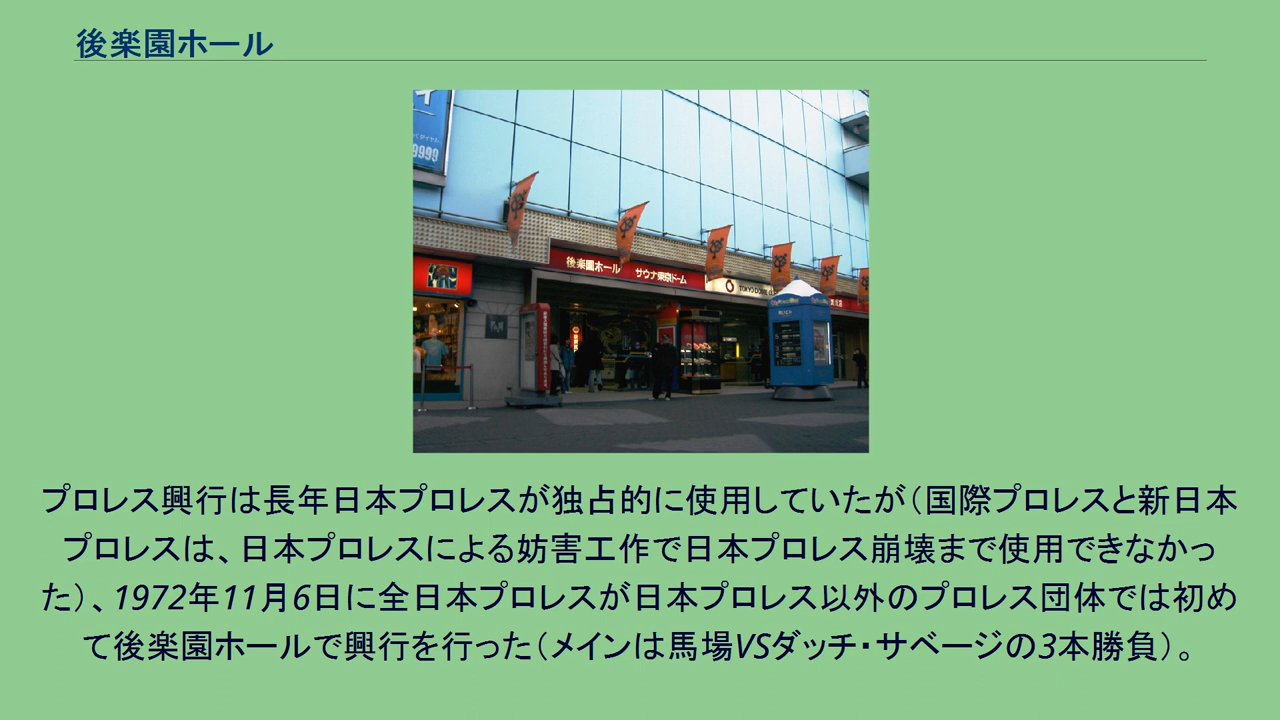 後楽園ホール
9999
後楽園ホール サウナ東京ドーム
TOKYO DOME
プロレス興行は長年日本プロレスが独占的に使用していたが（国際プロレスと新日本
プロレスは、日本プロレスによる妨害工作で日本プロレス崩壊まで使用できなかっ
た）、1972年11月6日に全日本プロレスが日本プロレス以外のプロレス団体では初め
て後楽園ホールで興行を行った（メインは馬場VSダッチ・サベージの3本勝負）。